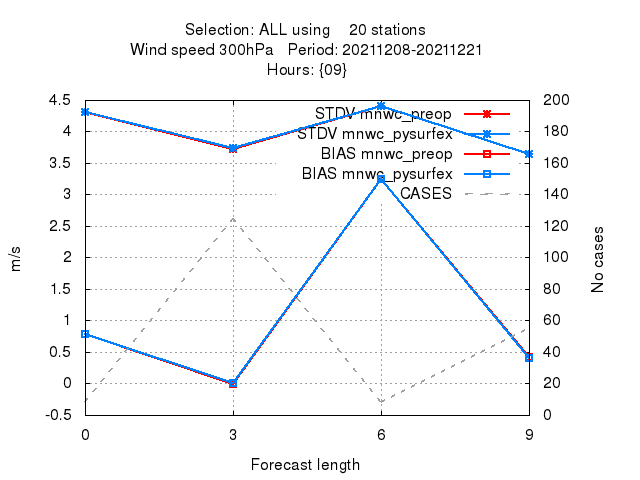 Selection: ALL using 20 stations
Wind speed 300hPa Period: 20211208-20211221
Hours: {09}
4.5
4
3.5
3
2.5
2
1.5
1
0.5
0
-0.5
m/s
STDV mnwc_preop
STDV mnwc_pysurfex
BIAS mnwc_preop
BIAS mnwc_pysurfex
CASES
200
180
160
140
120
100
80
60
40
20
0
No cases
0 3 6 9
Forecast length